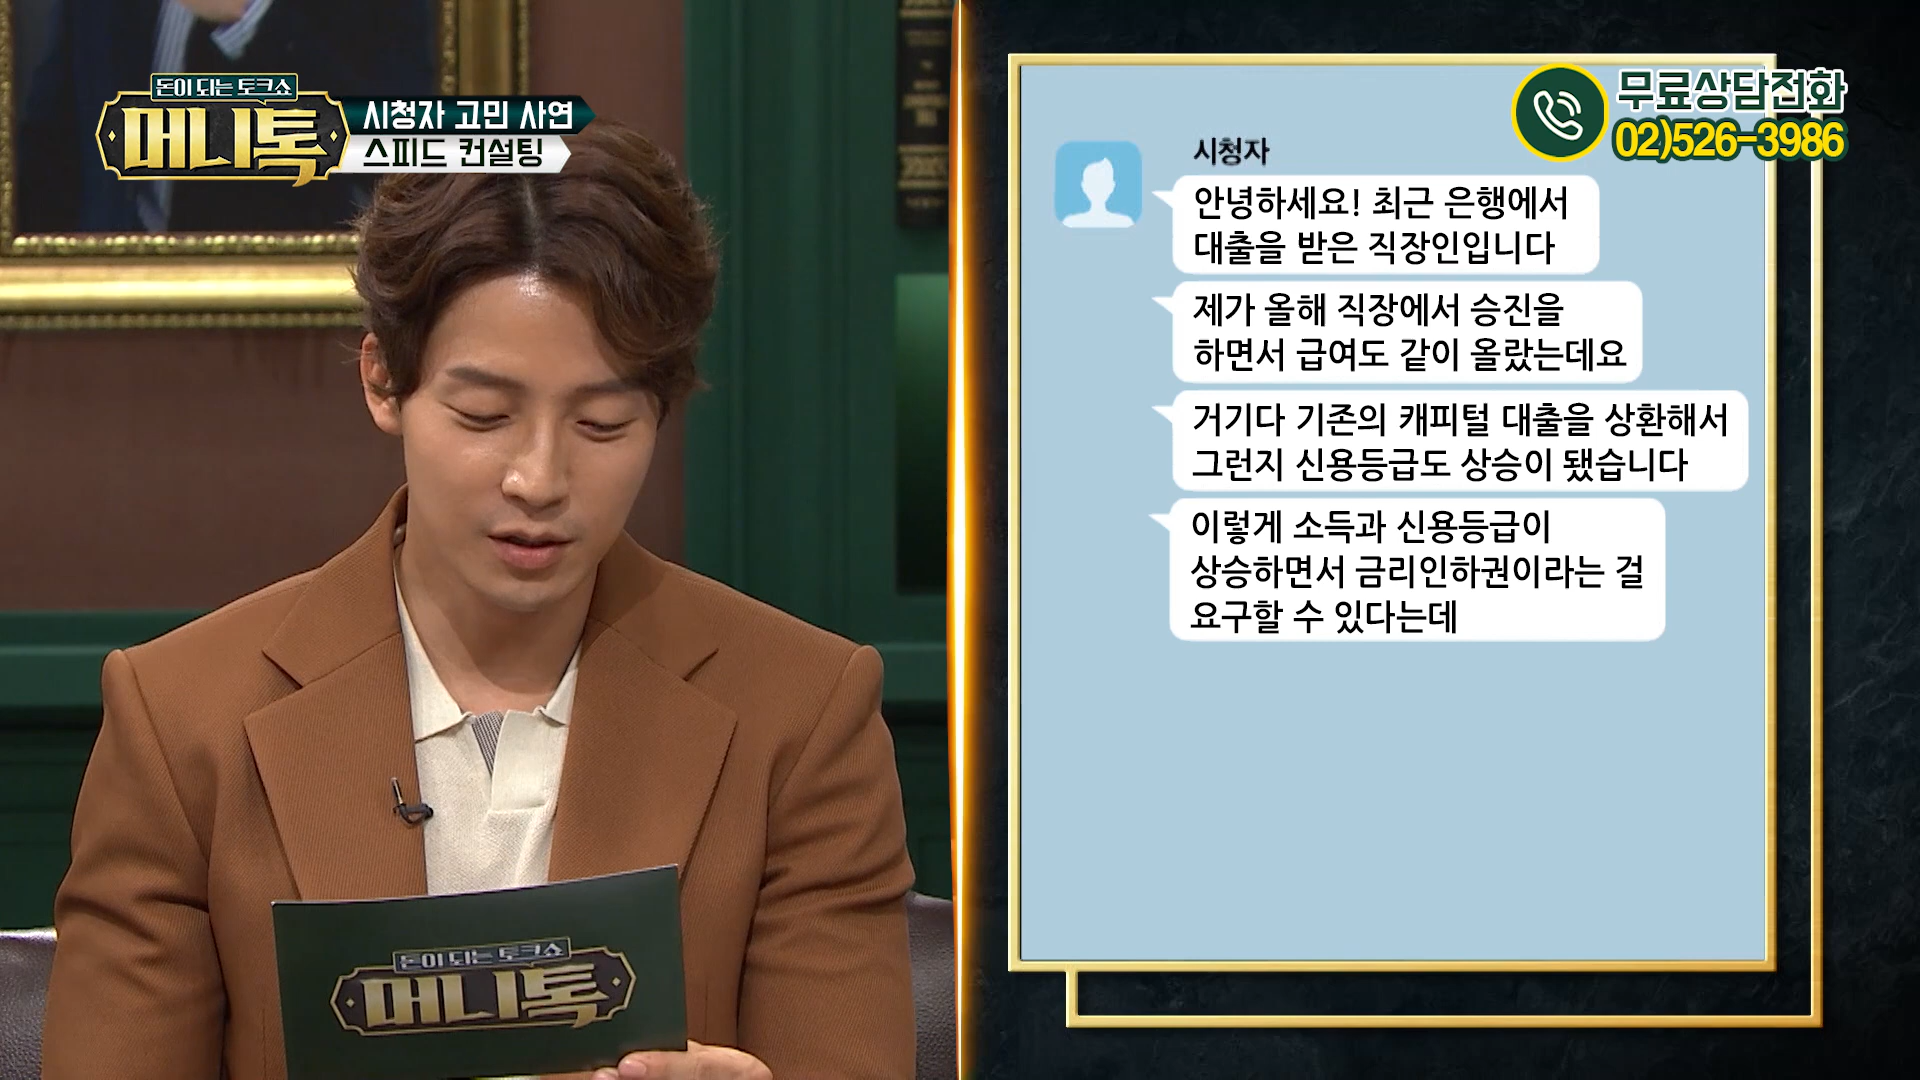 돈이 되는 토크쇼
머니톡
시청자 고민 사연
스피드 컨설팅
무료상담전화
02)526-3986
시청자
안녕하세요! 최근 은행에서
대출을 받은 직장인입니다
제가 올해 직장에서 승진을
하면서 급여도 같이 올랐는데요
거기다 기존의 캐피털 대출을 상환해서
그런지 신용등급도 상승이 됐습니다
이렇게 소득과 신용등급이
상승하면서 금리인하권이라는 걸
요구할 수 있다는데
돈이 되는 토크쇼
머니톡